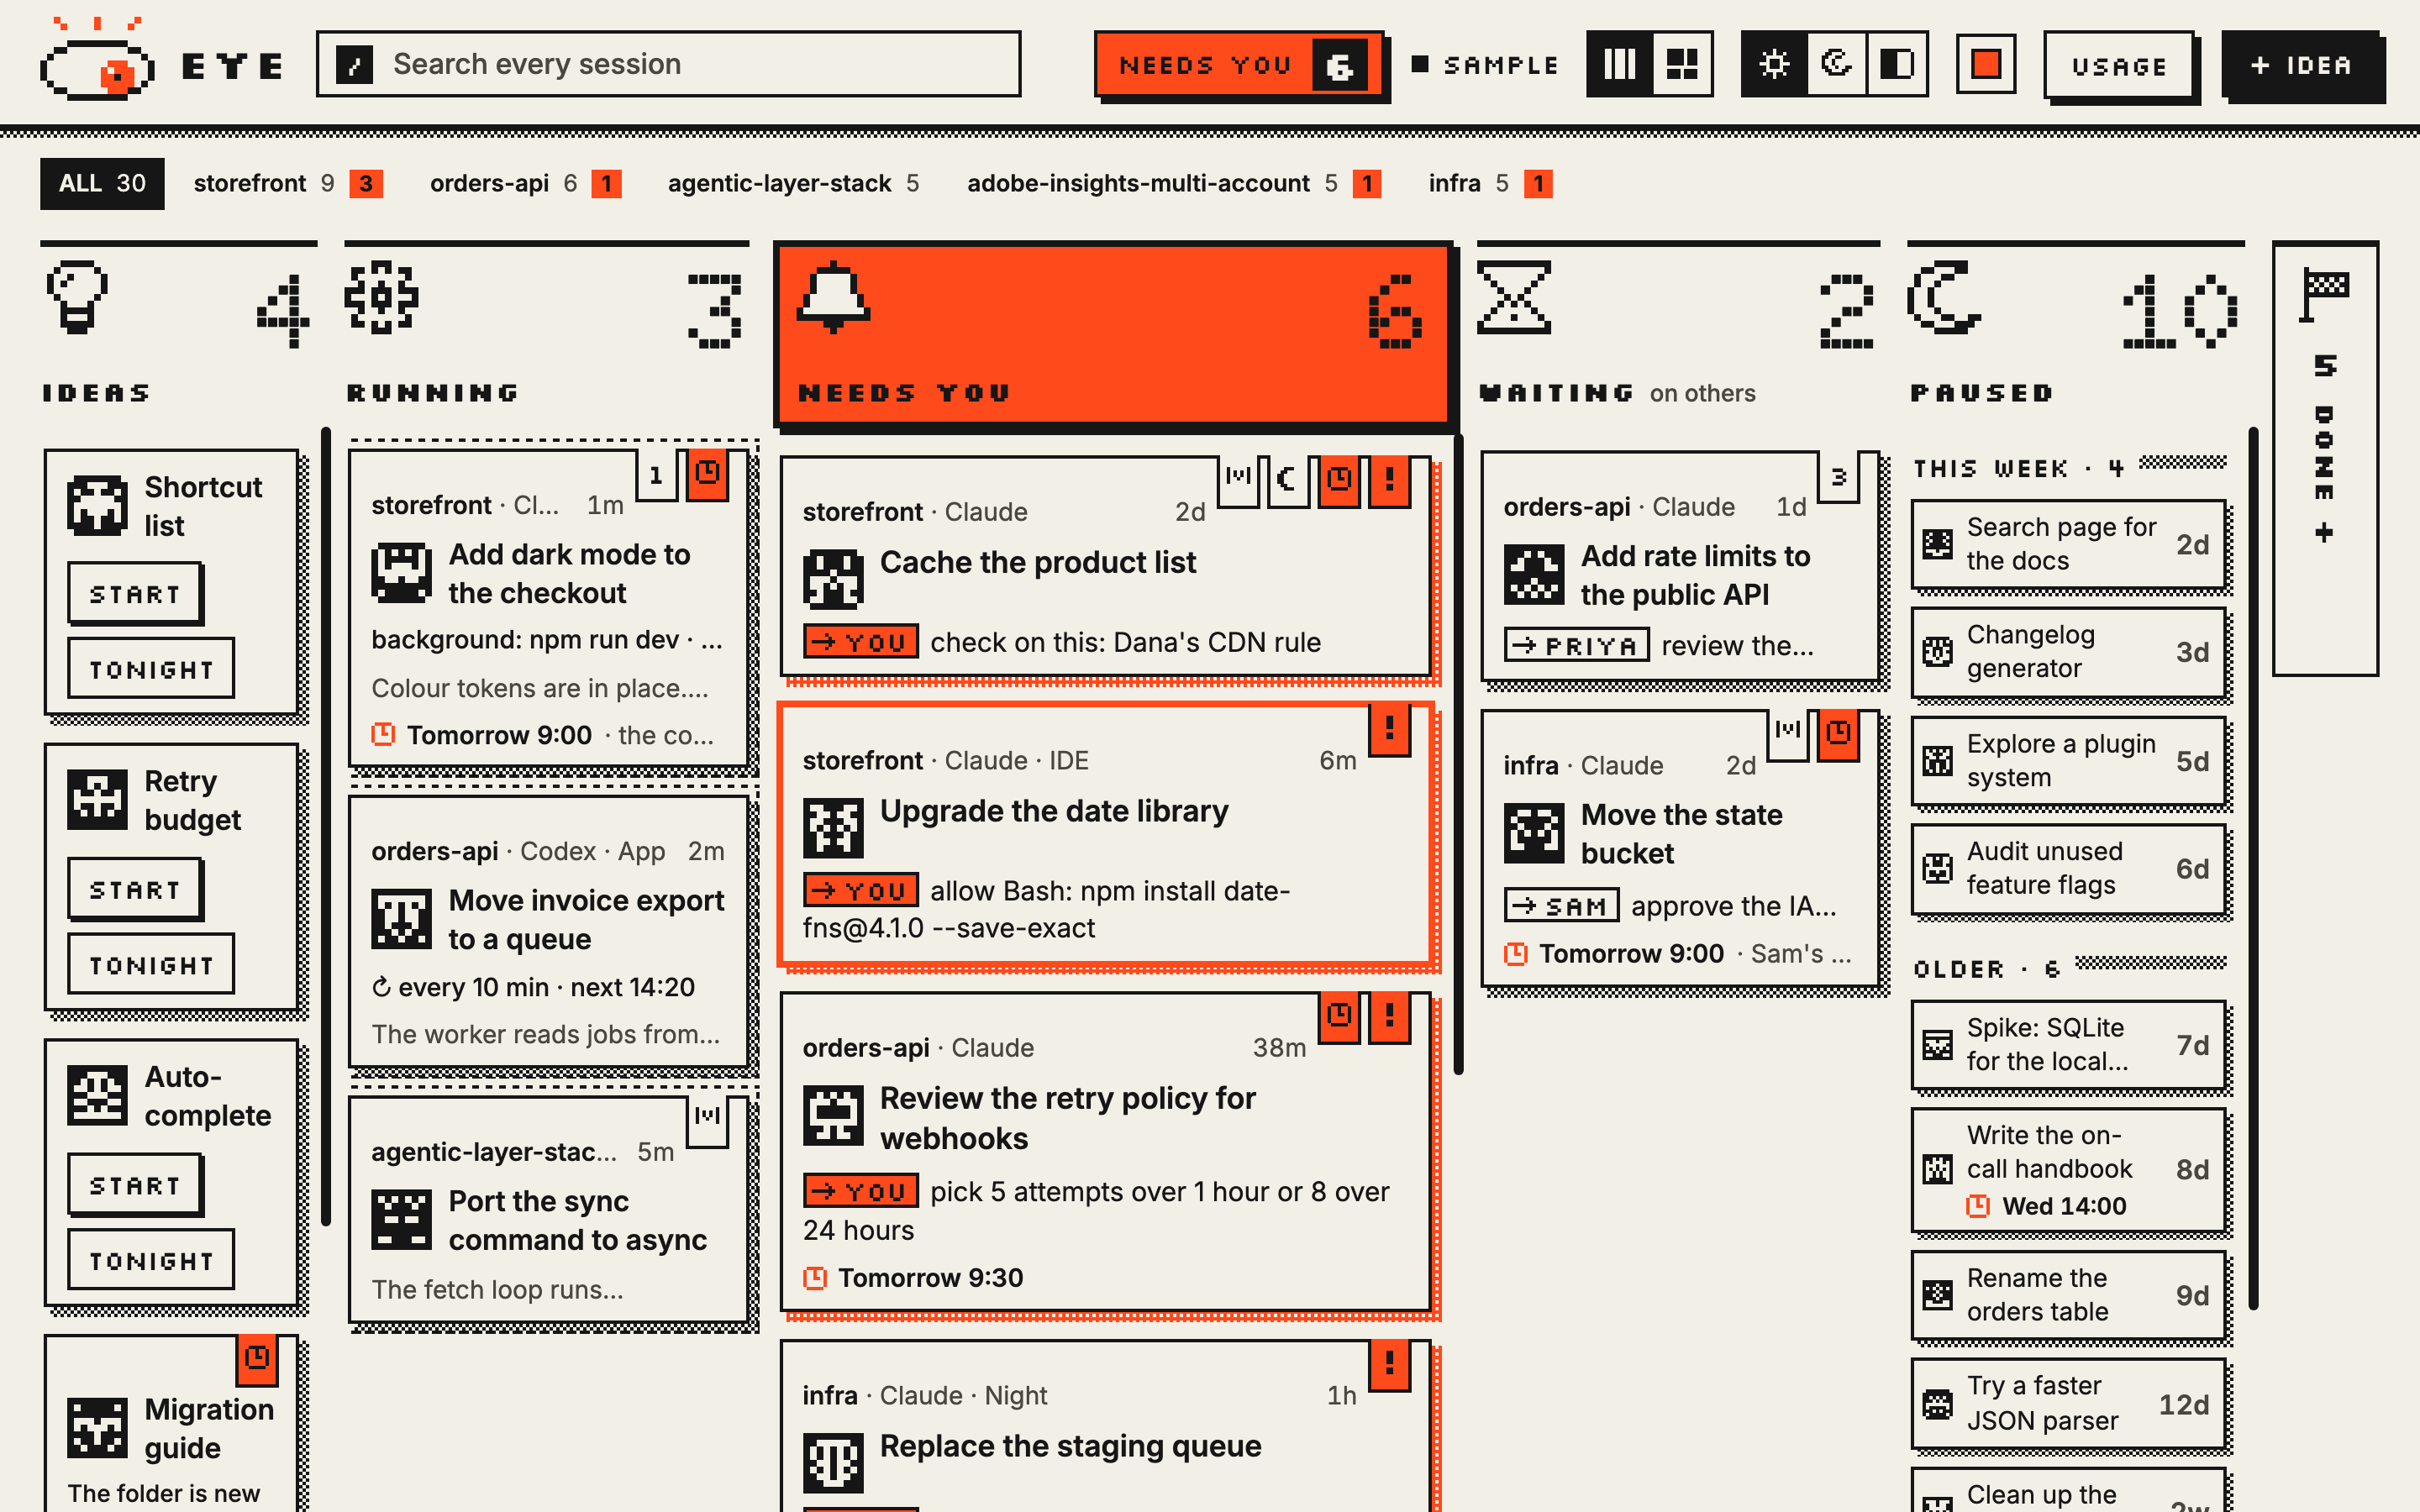 EYE
/ Search every session
NEEDS YOU 6
SAMPLE
USAGE
+ IDEA
ALL 30
storefront 9 3
orders-api 6 1
agentic-layer-stack 5
adobe-insights-multi-account 5 1
infra 5 1
4
IDEAS
Shortcut
list
START
TONIGHT
Retry
budget
START
TONIGHT
Auto-
complete
START
TONIGHT
Migration
guide
The folder is new
3
RUNNING
1
storefront · Cl... 1m
Add dark mode to
the checkout
background: npm run dev · ...
Colour tokens are in place....
Tomorrow 9:00 · the co...
orders-api · Codex · App 2m
Move invoice export
to a queue
↻ every 10 min · next 14:20
The worker reads jobs from...
agentic-layer-stac... 5m
Port the sync
command to async
The fetch loop runs...
6
NEEDS YOU
!
storefront · Claude 2d
Cache the product list
→ YOU check on this: Dana's CDN rule
!
storefront · Claude · IDE 6m
Upgrade the date library
→ YOU allow Bash: npm install date-
fns@4.1.0 --save-exact
!
orders-api · Claude 38m
Review the retry policy for
webhooks
→ YOU pick 5 attempts over 1 hour or 8 over
24 hours
Tomorrow 9:30
!
infra · Claude · Night 1h
Replace the staging queue
2
WAITING on others
3
orders-api · Claude 1d
Add rate limits to
the public API
→ PRIYA review the...
infra · Claude 2d
Move the state
bucket
→ SAM approve the IA...
Tomorrow 9:00 · Sam's ...
10
PAUSED
THIS WEEK · 4
Search page for
the docs
2d
Changelog
generator
3d
Explore a plugin
system
5d
Audit unused
feature flags
6d
OLDER · 6
Spike: SQLite
for the local...
7d
Write the on-
call handbook
8d
Wed 14:00
Rename the
orders table
9d
Try a faster
JSON parser
12d
Clean up the
2w
5 DONE +